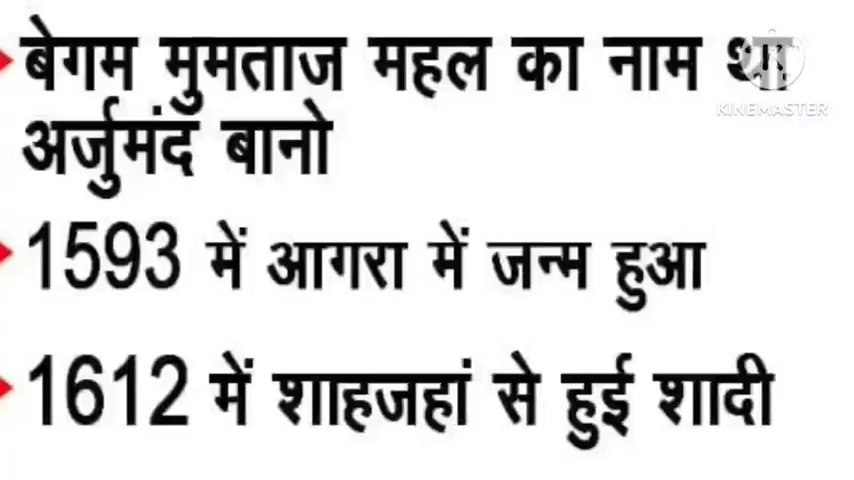 बेगम मुमताज महल का नाम था
अर्जुमंद बानो
1593 में आगरा में जन्म हुआ
1612 में शाहजहां से हुई शादी
KINEMASTER